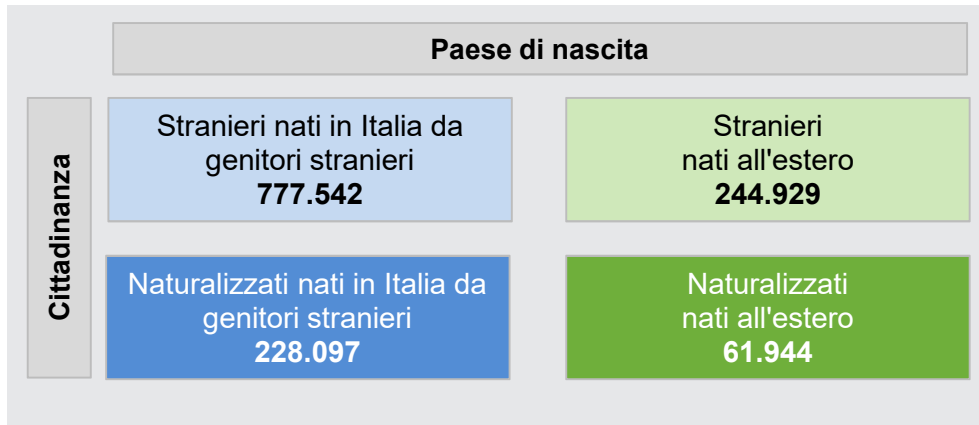 Paese di nascita
Cittadinanza
Stranieri nati in Italia da
genitori stranieri
777.542
Stranieri
nati all'estero
244.929
Naturalizzati nati in Italia da
genitori stranieri
228.097
Naturalizzati
nati all'estero
61.944